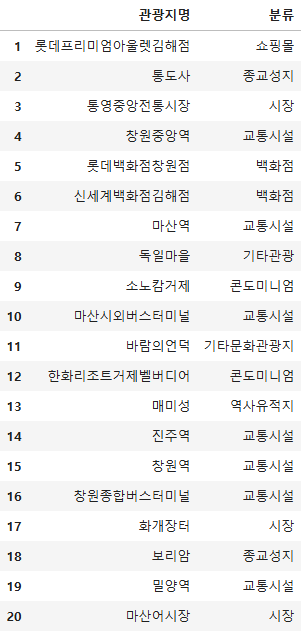 관광지명 분류
1 롯데프리미엄아울렛김해점 쇼핑몰
2 통도사 종교성지
3 통영중앙전통시장 시장
4 창원중앙역 교통시설
5 롯데백화점창원점 백화점
6 신세계백화점김해점 백화점
7 마산역 교통시설
8 독일마을 기타관광
9 소노캄거제 콘도미니엄
10 마산시외버스터미널 교통시설
11 바람의언덕 기타문화관광지
12 한화리조트거제벨버디어 콘도미니엄
13 매미성 역사유적지
14 진주역 교통시설
15 창원역 교통시설
16 창원종합버스터미널 교통시설
17 화개장터 시장
18 보리암 종교성지
19 밀양역 교통시설
20 마산어시장 시장